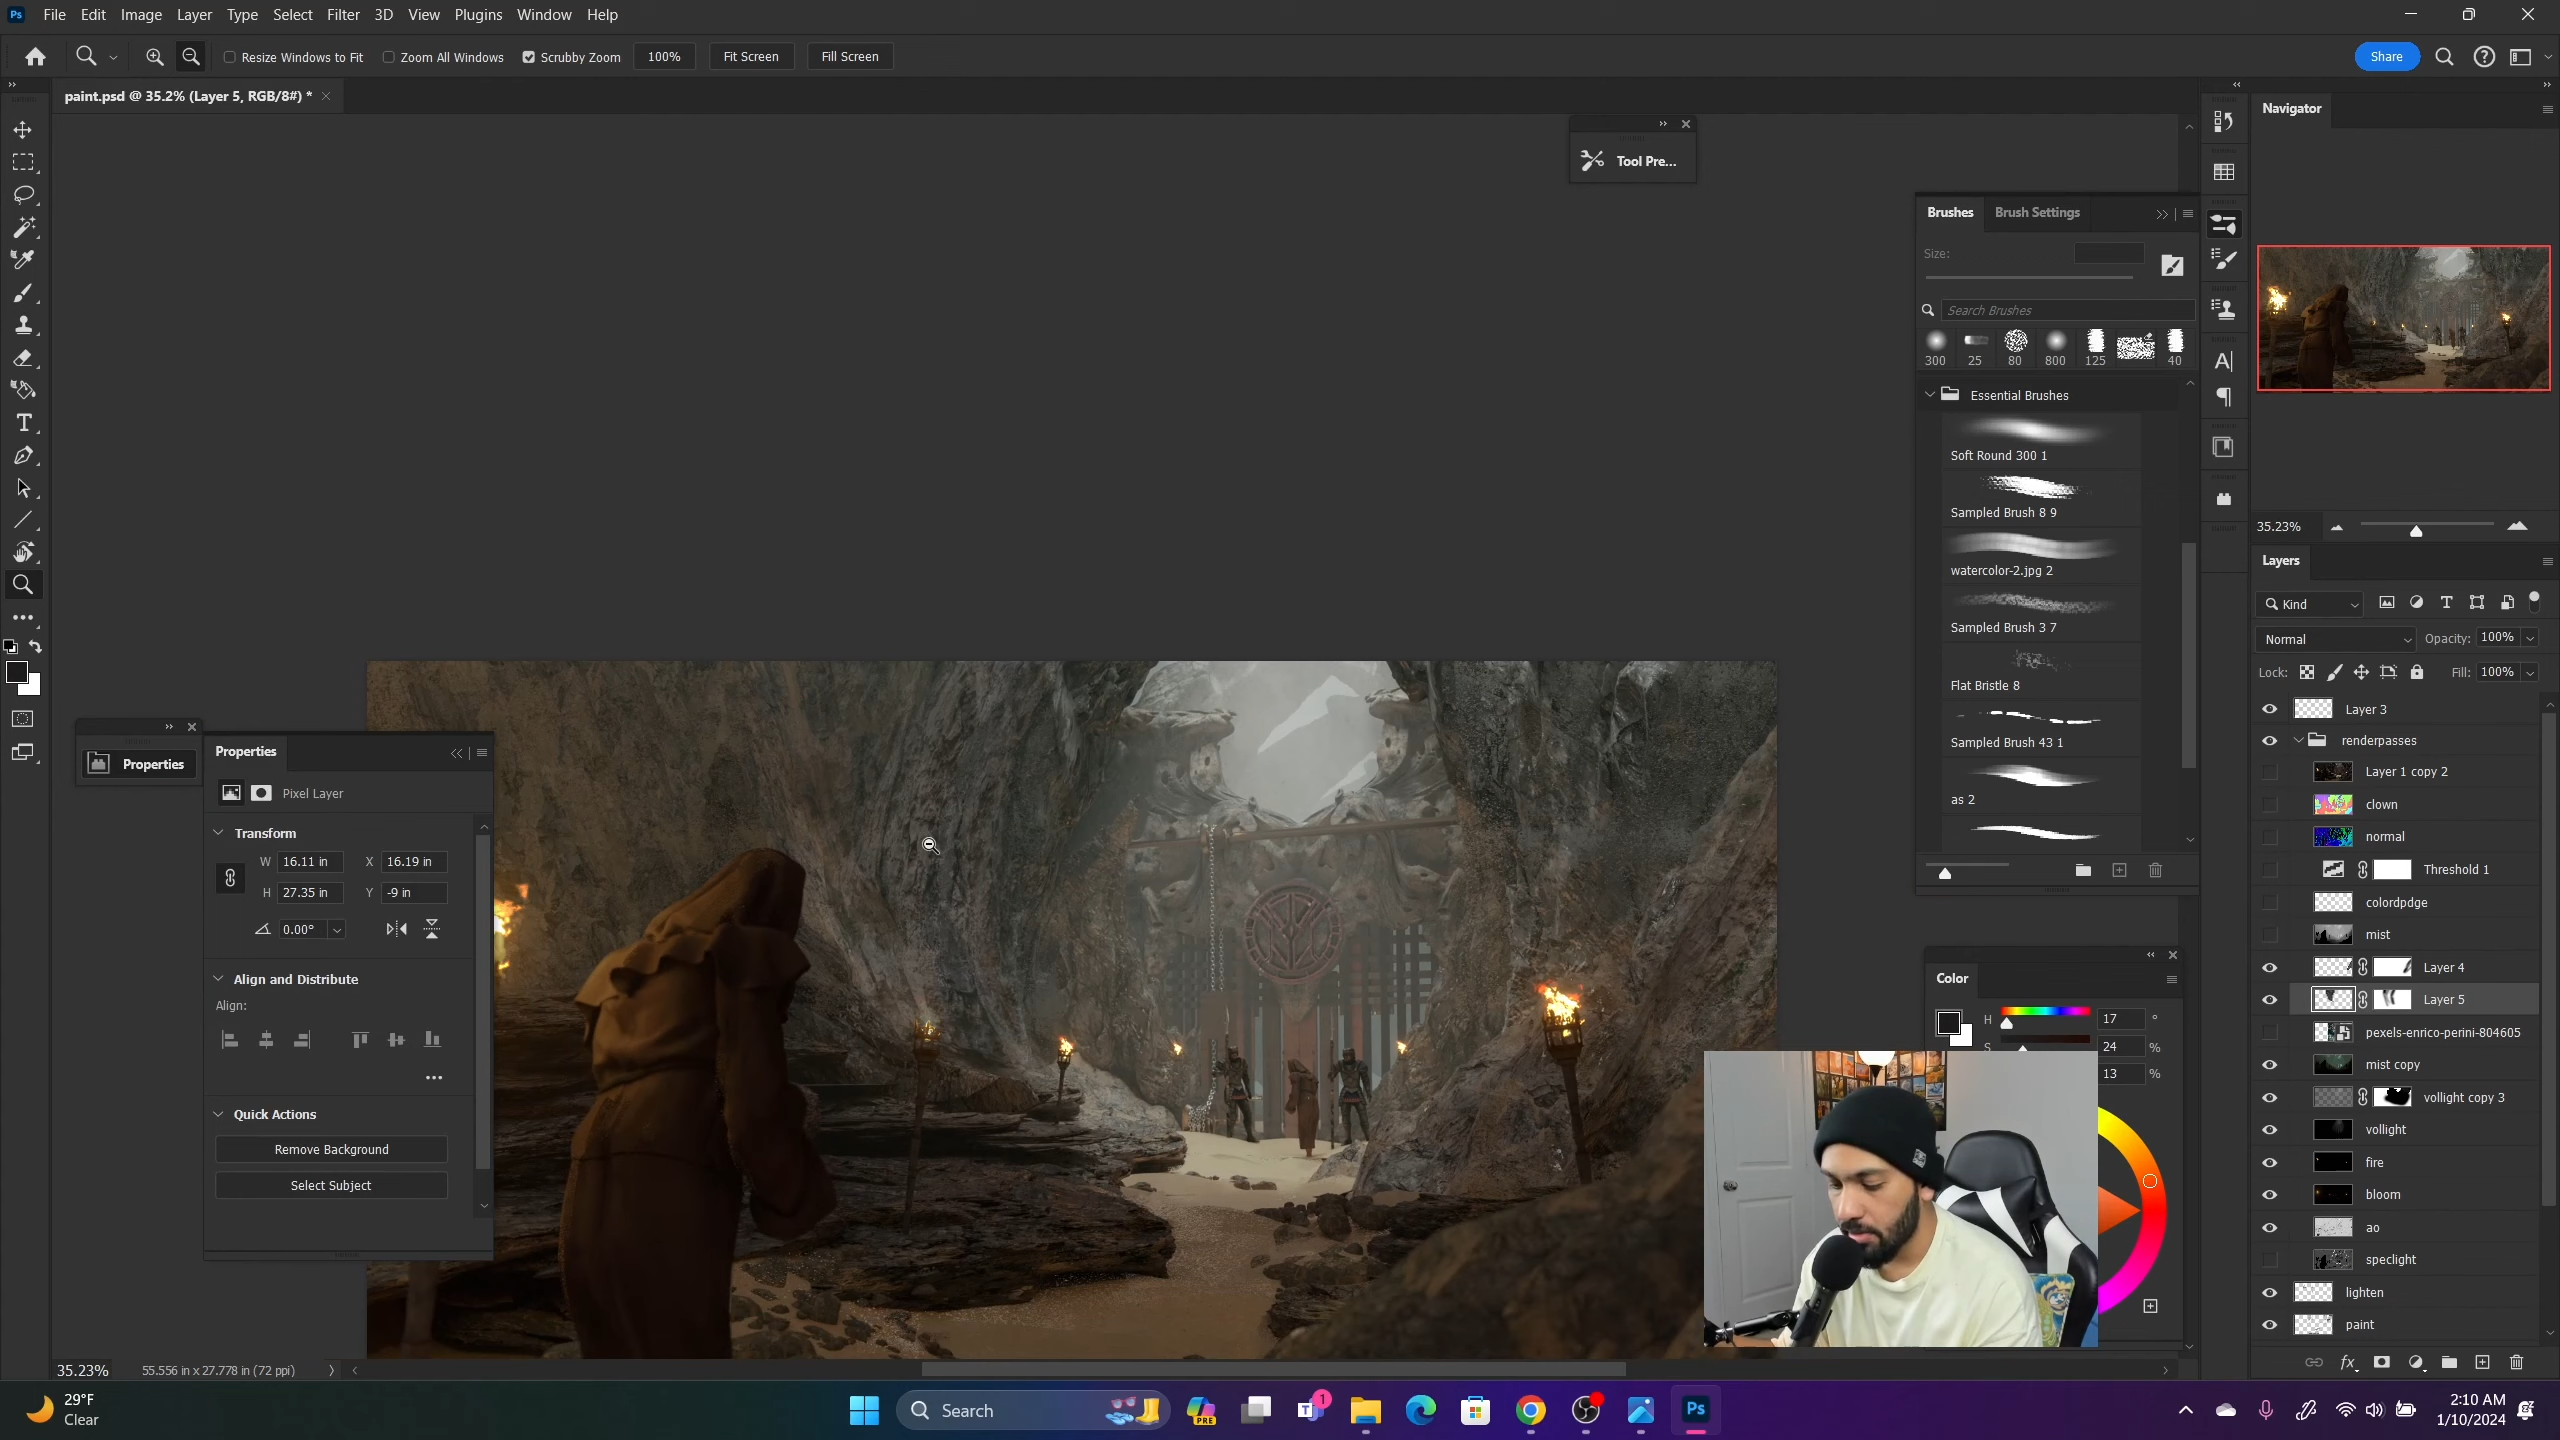 Ps File Edit Image Layer Type Select Filter 3D View Plugins Window Help
Resize Windows to Fit Zoom All Windows Scrubby Zoom 100% Fit Screen Fill Screen Share
paint.psd @ 35.2% (Layer 5, RGB/8#) *
Tool Pre...
Brushes Brush Settings
Size:
Search Brushes
300 25 80 800 125 40
Essential Brushes
Soft Round 300 1
Sampled Brush 8 9
watercolor-2.jpg 2
Sampled Brush 3 7
Flat Bristle 8
Sampled Brush 43 1
as 2
Navigator
35.23%
Layers
Kind
Normal Opacity: 100%
Lock: Fill: 100%
Layer 3
renderpasses
Layer 1 copy 2
clown
normal
Threshold 1
colordpdge
mist
Layer 4
Layer 5
pexels-enrico-perini-804605
mist copy
vollight copy 3
vollight
fire
bloom
ao
speclight
lighten
paint
fx
Properties
Properties
Pixel Layer
Transform
W 16.11 in X 16.19 in
H 27.35 in Y -9 in
0.00°
Align and Distribute
Align:
Quick Actions
Remove Background
Select Subject
Color
H 17 °
S 24 %
13 %
35.23% 55.556 in x 27.778 in (72 ppi)
29°F
Clear
Search
PRE
1
Ps
2:10 AM
1/10/2024